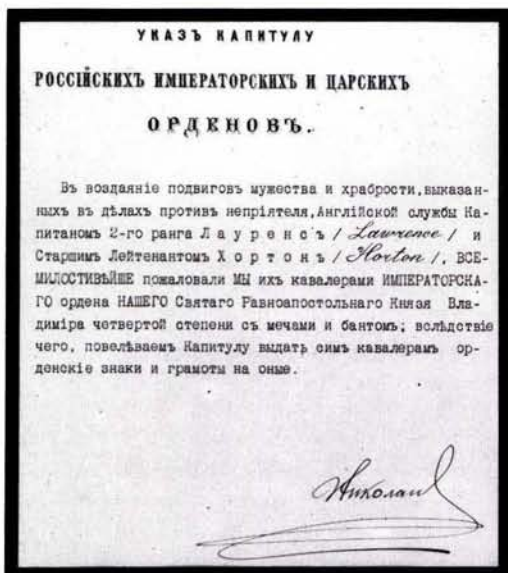 УКАЗЪ КАПИТУЛУ
РОССІЙСКИХЪ ИМПЕРАТОРСКИХЪ И ЦАРСКИХЪ
ОРДЕНОВЪ.
Въ воздаяніе подвиговъ мужества и храбрости,выказан-
ныхъ въ дѣлахъ противъ непріятеля,Англійской службы Ка-
питаномъ 2-го ранга Лауренсъ / Lawrence / и
Старшимъ Лейтенантомъ Хортонъ / Horton /, ВСЕ-
МИЛОСТИВѢЙШЕ пожаловали МЫ ихъ кавалерами ИМПЕРАТОРСКА-
ГО ордена НАШЕГО Святаго Равноапостольнаго Князя Вла-
диміра четвертой степени съ мечами и бантомъ; вслѣдствіе
чего, повелѣваемъ Капитулу выдать симъ кавалерамъ ор-
денскіе знаки и грамоты на оные.
Николай